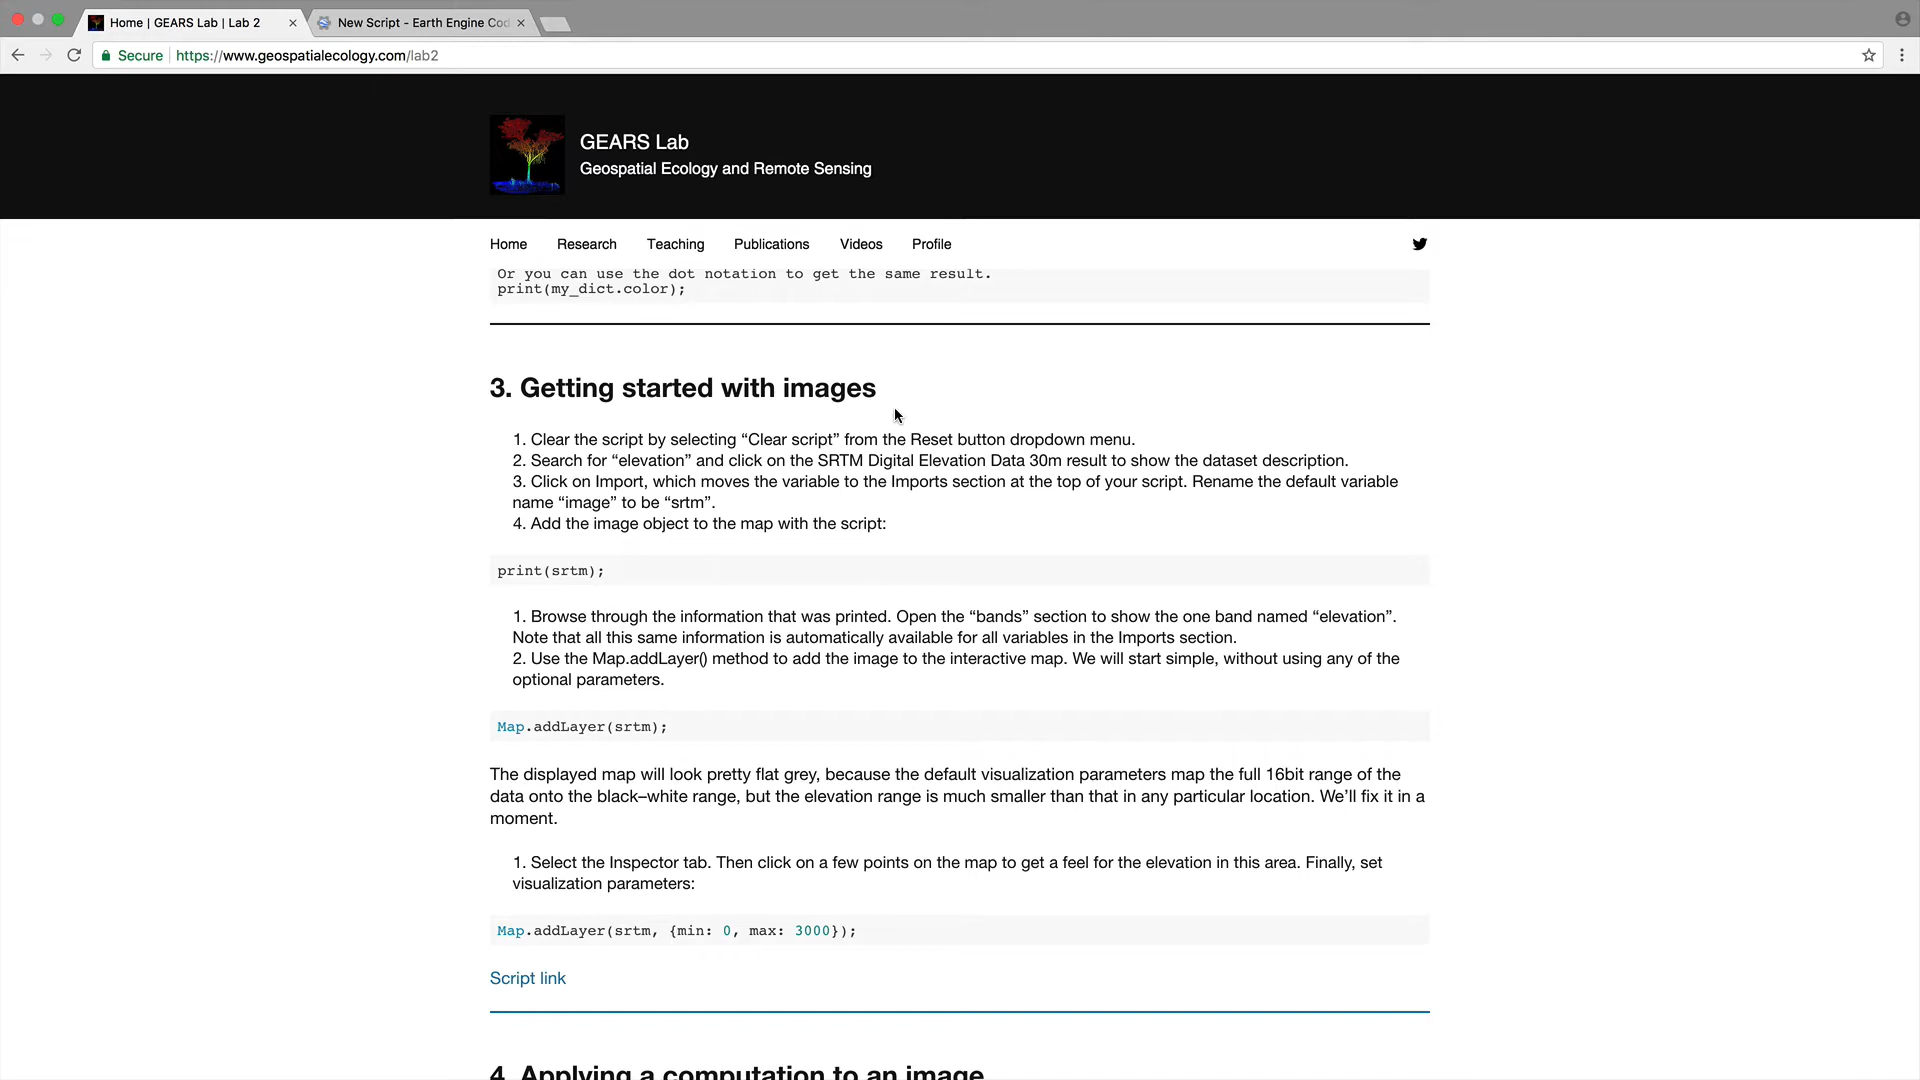 Home | GEARS Lab | Lab 2
New Script - Earth Engine Cod
Secure
https://www.geospatialecology.com/lab2
GEARS Lab
Geospatial Ecology and Remote Sensing
Home Research Teaching Publications Videos Profile
Or you can use the dot notation to get the same result.
print(my_dict.color);
3. Getting started with images
1. Clear the script by selecting “Clear script” from the Reset button dropdown menu.
2. Search for “elevation” and click on the SRTM Digital Elevation Data 30m result to show the dataset description.
3. Click on Import, which moves the variable to the Imports section at the top of your script. Rename the default variable
name “image” to be “srtm”.
4. Add the image object to the map with the script:
print(srtm);
1. Browse through the information that was printed. Open the “bands” section to show the one band named “elevation”.
Note that all this same information is automatically available for all variables in the Imports section.
2. Use the Map.addLayer() method to add the image to the interactive map. We will start simple, without using any of the
optional parameters.
Map.addLayer(srtm);
The displayed map will look pretty flat grey, because the default visualization parameters map the full 16bit range of the
data onto the black–white range, but the elevation range is much smaller than that in any particular location. We’ll fix it in a
moment.
1. Select the Inspector tab. Then click on a few points on the map to get a feel for the elevation in this area. Finally, set
visualization parameters:
Map.addLayer(srtm, {min: 0, max: 3000});
Script link
4. Applying a computation to an image